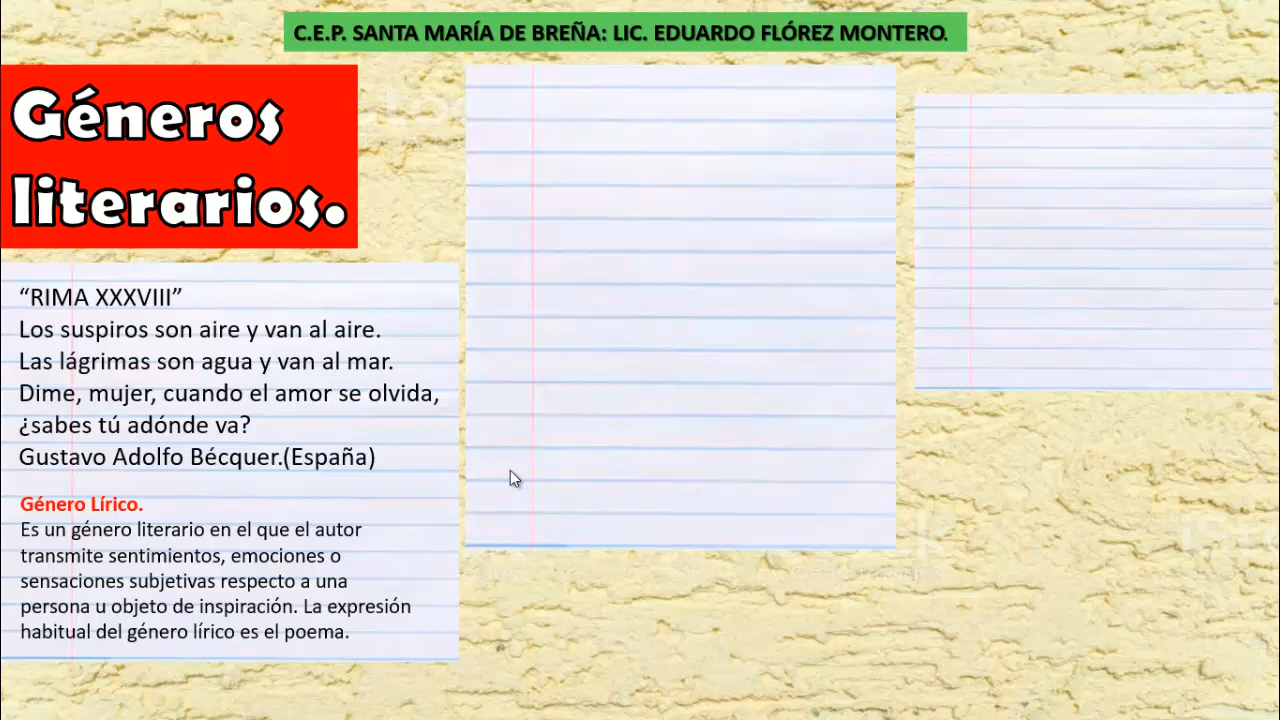 C.E.P. SANTA MARÍA DE BREÑA: LIC. EDUARDO FLÓREZ MONTERO.
Géneros
literarios.
“RIMA XXXVIII”
Los suspiros son aire y van al aire.
Las lágrimas son agua y van al mar.
Dime, mujer, cuando el amor se olvida,
¿sabes tú adónde va?
Gustavo Adolfo Bécquer.(España)
Género Lírico.
Es un género literario en el que el autor
transmite sentimientos, emociones o
sensaciones subjetivas respecto a una
persona u objeto de inspiración. La expresión
habitual del género lírico es el poema.